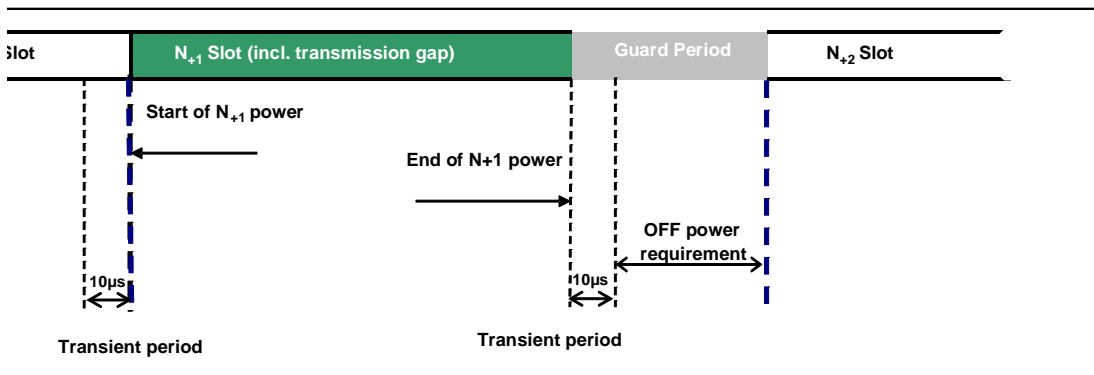 Slot
N+1 Slot (incl. transmission gap)
Guard Period
N+2 Slot
Start of N+1 power
End of N+1 power
OFF power
requirement
10µs
10µs
Transient period
Transient period